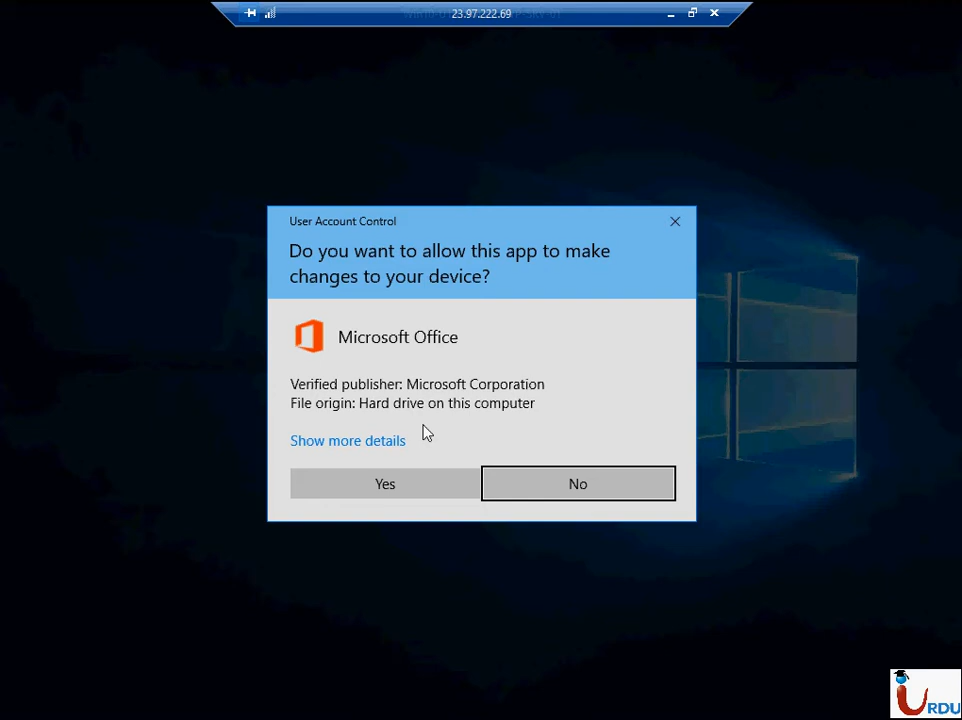 23.97.222.69
User Account Control
Do you want to allow this app to make
changes to your device?
Microsoft Office
Verified publisher: Microsoft Corporation
File origin: Hard drive on this computer
Show more details
Yes
No
URDU